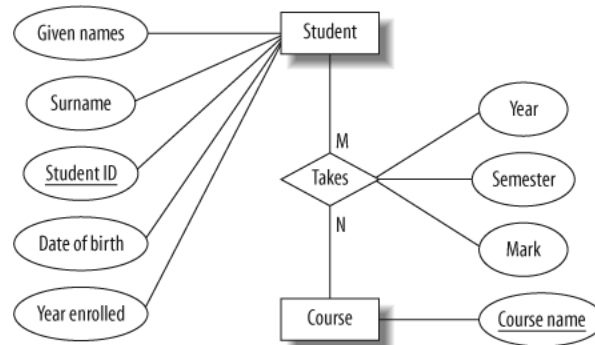 Given names
Student
Surname
Year
M
Student ID
Takes
Semester
N
Date of birth
Mark
Year enrolled
Course
Course name